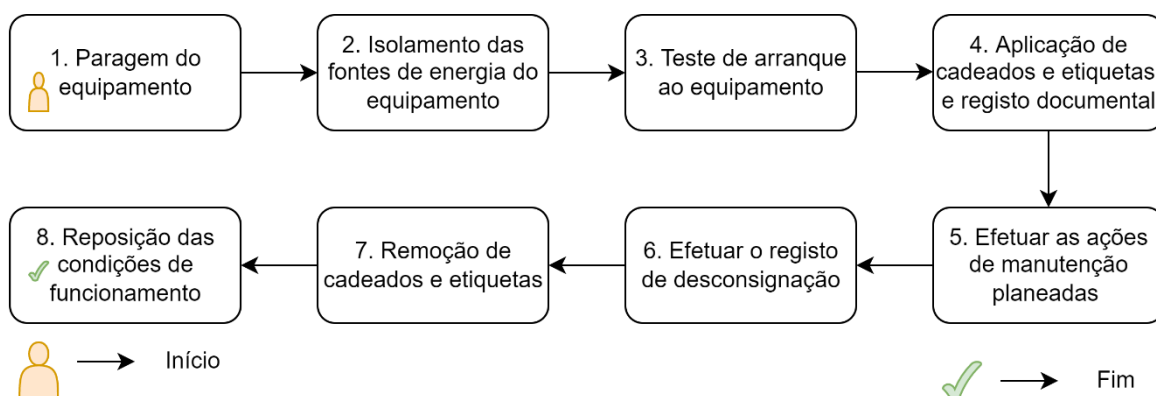 1. Paragem do
equipamento
2. Isolamento das
fontes de energia do
equipamento
3. Teste de arranque
ao equipamento
4. Aplicação de
cadeados e etiquetas
e registo documental
5. Efetuar as ações
de manutenção
planeadas
6. Efetuar o registo
de desconsignação
7. Remoção de
cadeados e etiquetas
8. Reposição das
condições de
funcionamento
Início
Fim